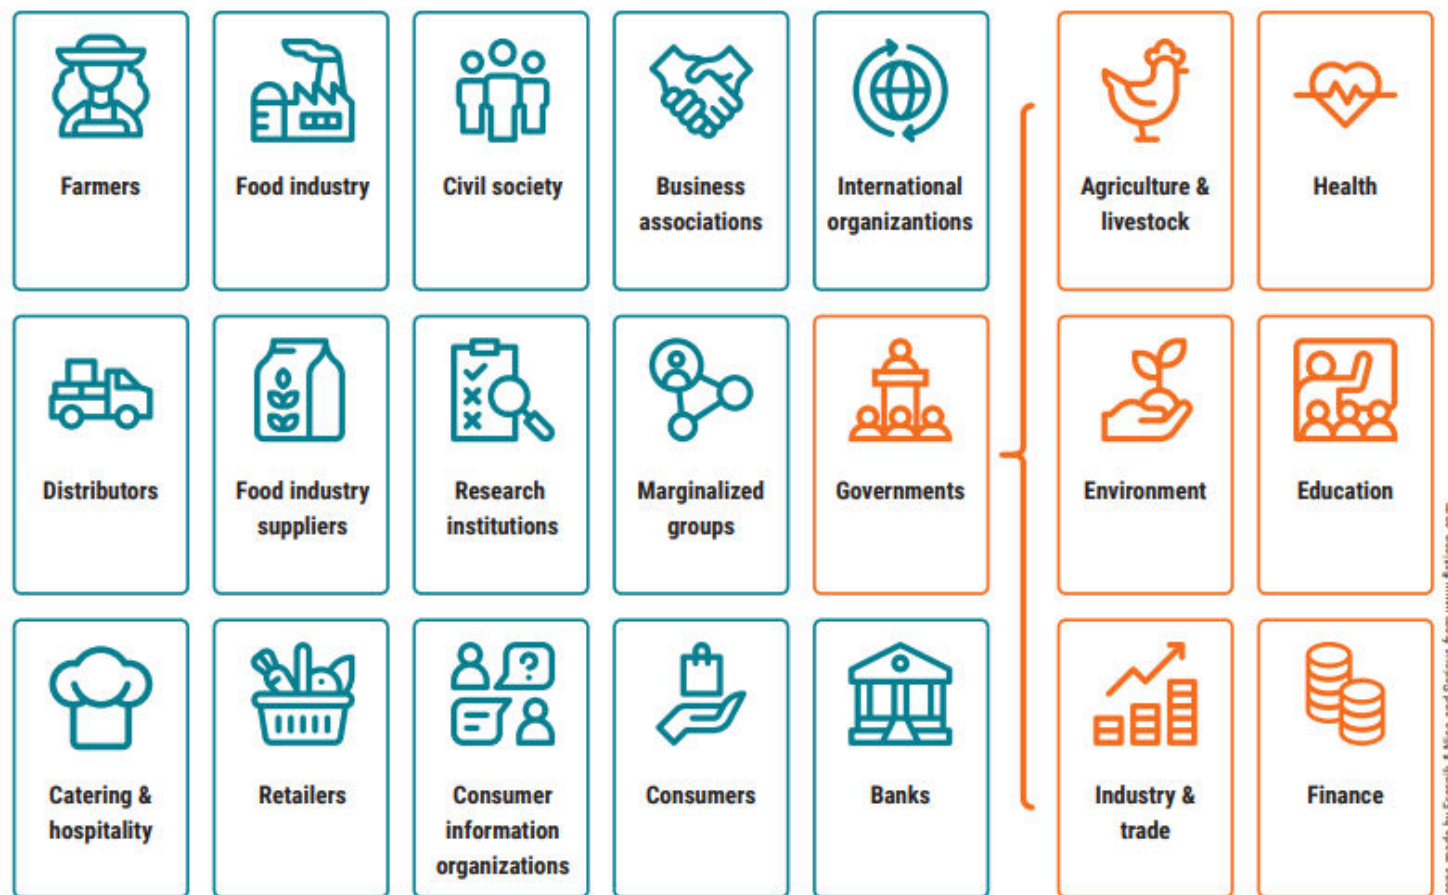 Farmers
Food industry
Civil society
Business
associations
International
organizantions
Agriculture &
livestock
Health
Distributors
Food industry
suppliers
Research
institutions
Marginalized
groups
Governments
Environment
Education
Catering &
hospitality
Retailers
Consumer
information
organizations
Consumers
Banks
Industry &
trade
Finance
?